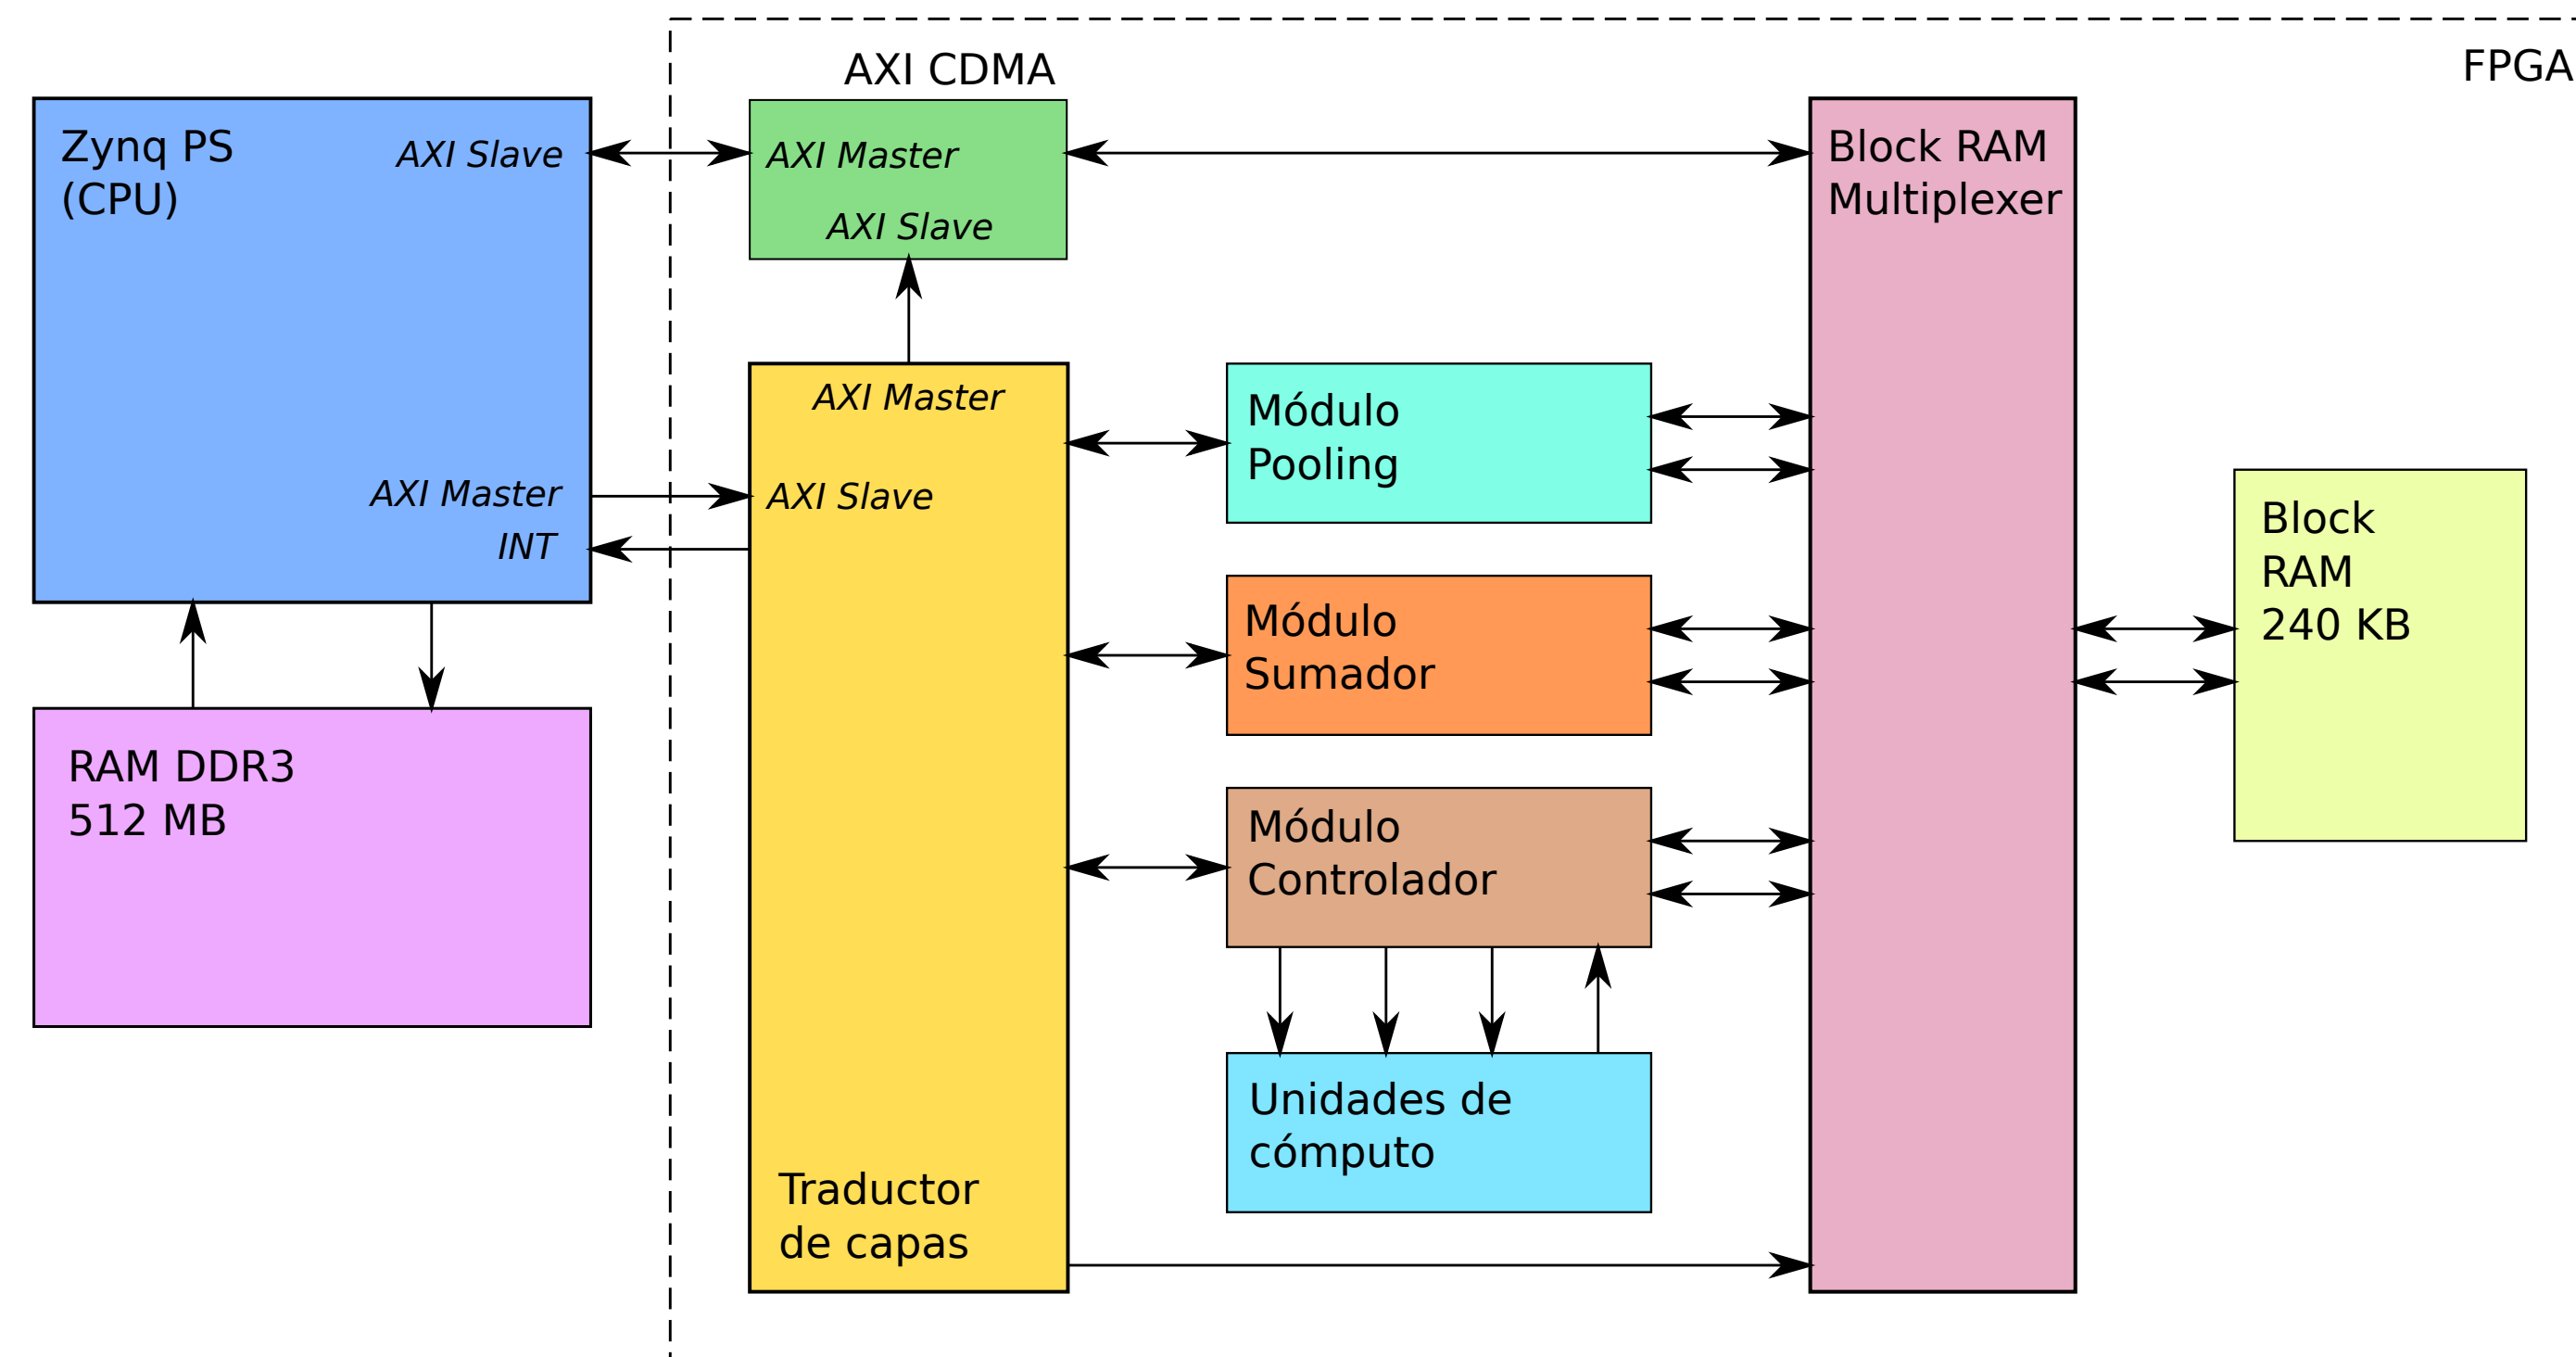 AXI CDMA
FPGA
Zynq PS
(CPU)
AXI Slave
AXI Master
AXI Slave
Block RAM
Multiplexer
AXI Master
AXI Slave
AXI Master
INT
Módulo
Pooling
Block
RAM
240 KB
Módulo
Sumador
RAM DDR3
512 MB
Módulo
Controlador
Unidades de
cómputo
Traductor
de capas